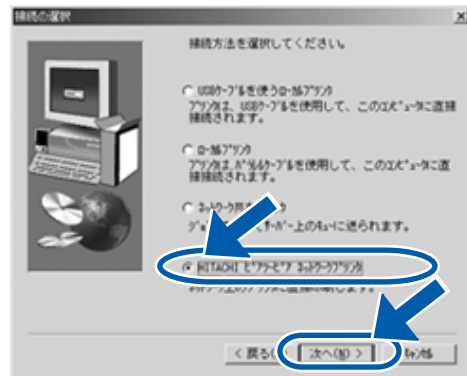 接続の選択
接続方法を選択してください。
USBｹｰﾌﾞﾙを使うﾛｰｶﾙﾌﾟﾘﾝﾀ
ﾌﾟﾘﾝﾀは、USBｹｰﾌﾞﾙを使用して、このｺﾝﾋﾟｭｰﾀに直接
接続されます。
ﾛｰｶﾙﾌﾟﾘﾝﾀ
ﾌﾟﾘﾝﾀは、ﾊﾟﾗﾚﾙｹｰﾌﾞﾙを使用して、このｺﾝﾋﾟｭｰﾀに直
接接続されます。
ﾈｯﾄﾜｰｸ
ｻｰﾊﾞｰ上のｷｭｰに送られます。
HITACHI ﾋﾟｱﾂｰﾋﾟｱ ﾈｯﾄﾜｰｸﾌﾟﾘﾝﾀ
< 戻る(
次へ(N) >
ｷｬﾝｾﾙ